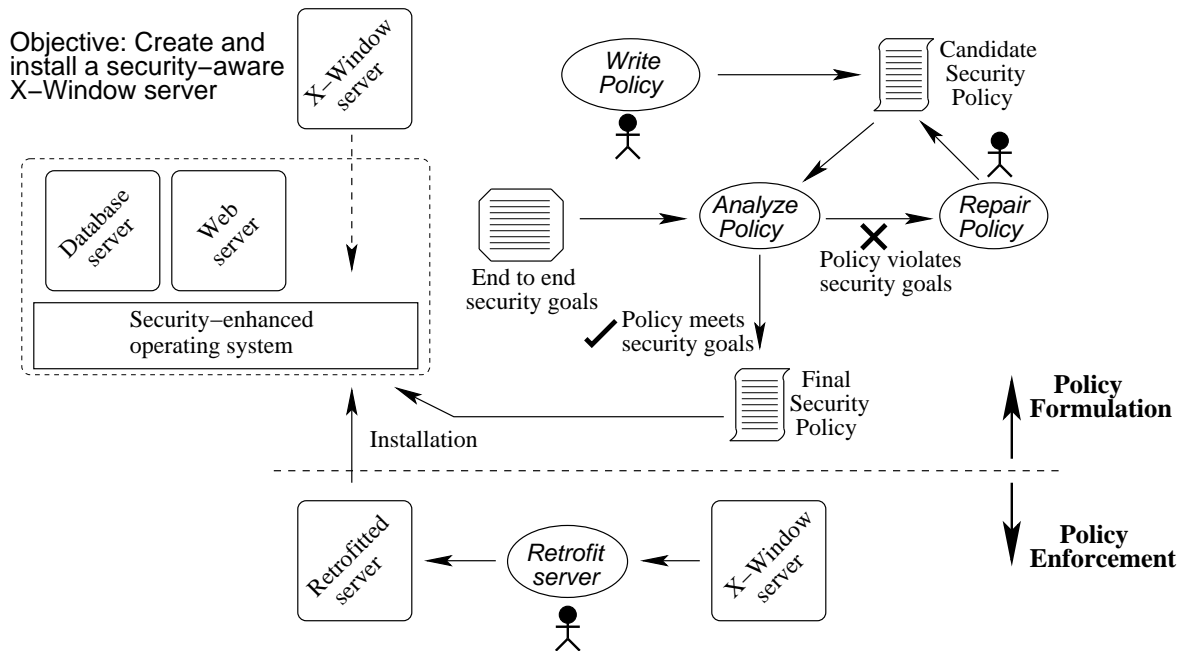 Objective: Create and
install a security−aware
X−Window server
X−Window
server
Write
Policy
Candidate
Security
Policy
Database
server
Web
server
Security−enhanced
operating system
End to end
security goals
Analyze
Policy
Repair
Policy
Policy violates
security goals
Policy meets
security goals
Final
Security
Policy
Installation
Policy
Formulation
Retrofitted
server
Retrofit
server
X−Window
server
Policy
Enforcement